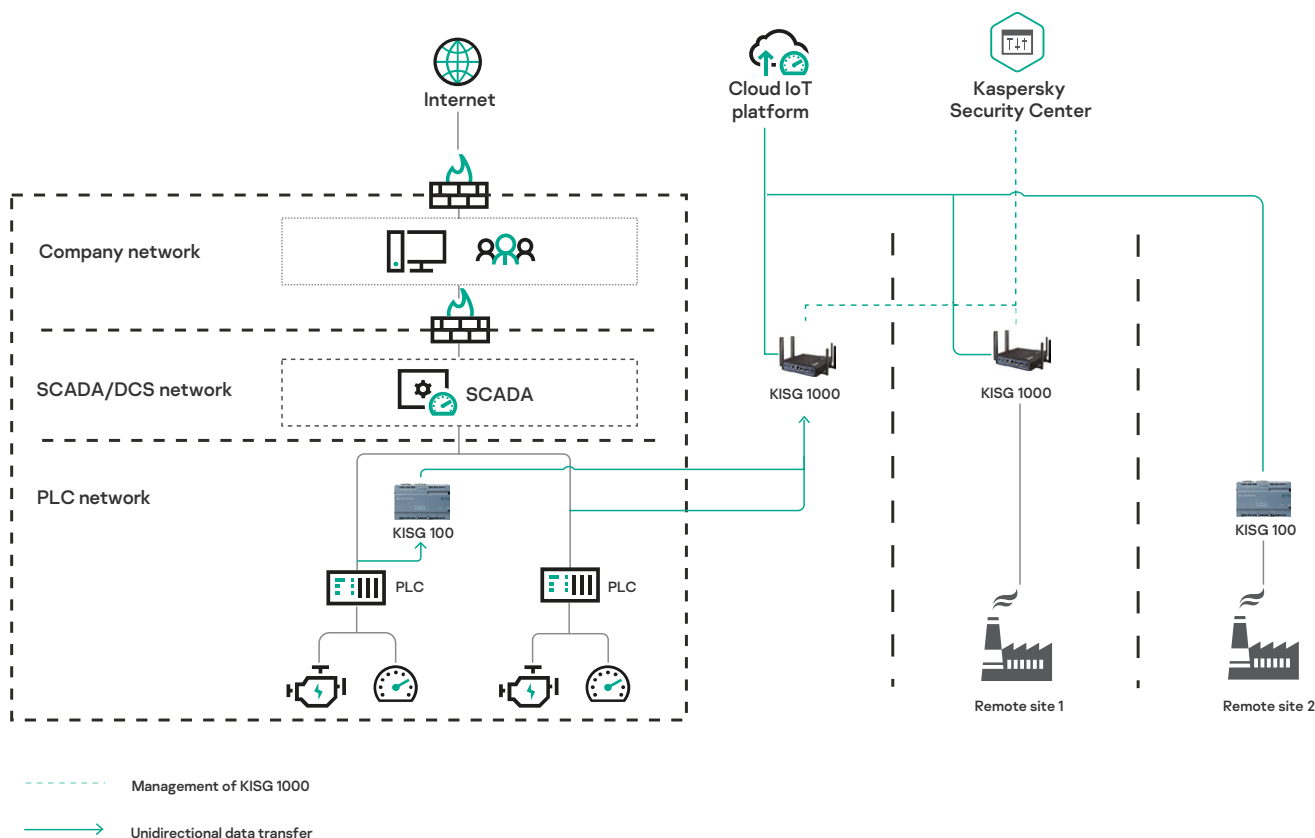 Internet
Cloud IoT
platform
Kaspersky
Security Center
Company network
SCADA/DCS network
SCADA
KISG 1000
KISG 1000
PLC network
KISG 100
KISG 100
PLC
PLC
Remote site 1
Remote site 2
Management of KISG 1000
Unidirectional data transfer